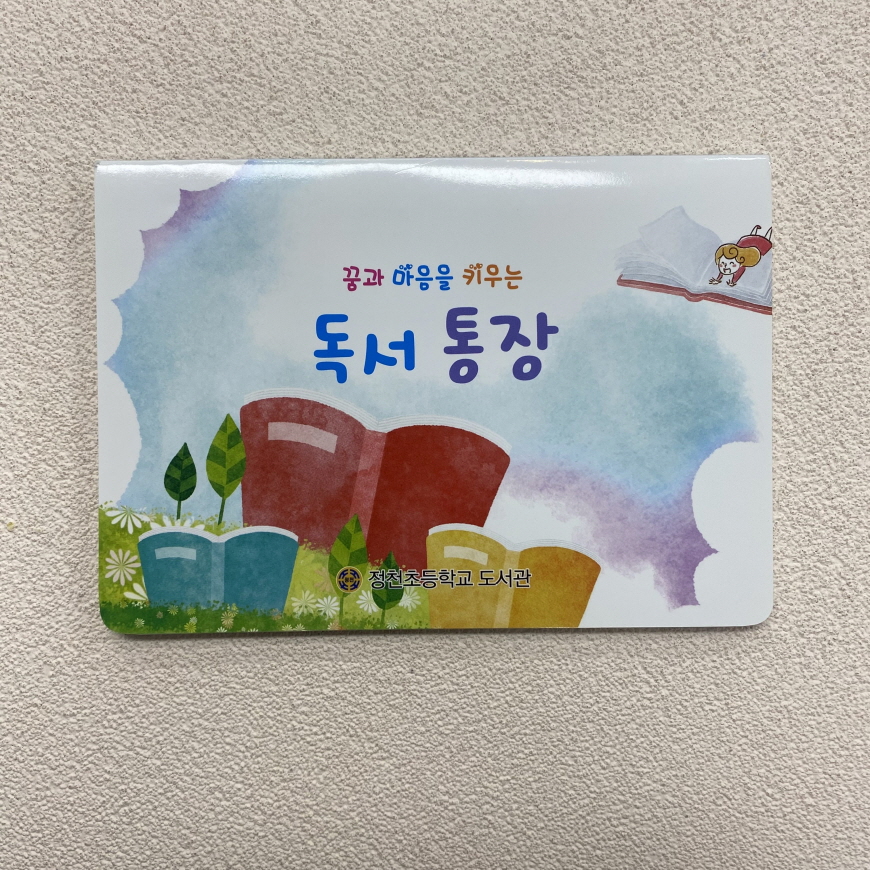 꿈과 마음을 키우는
독서 통장
정천초등학교 도서관